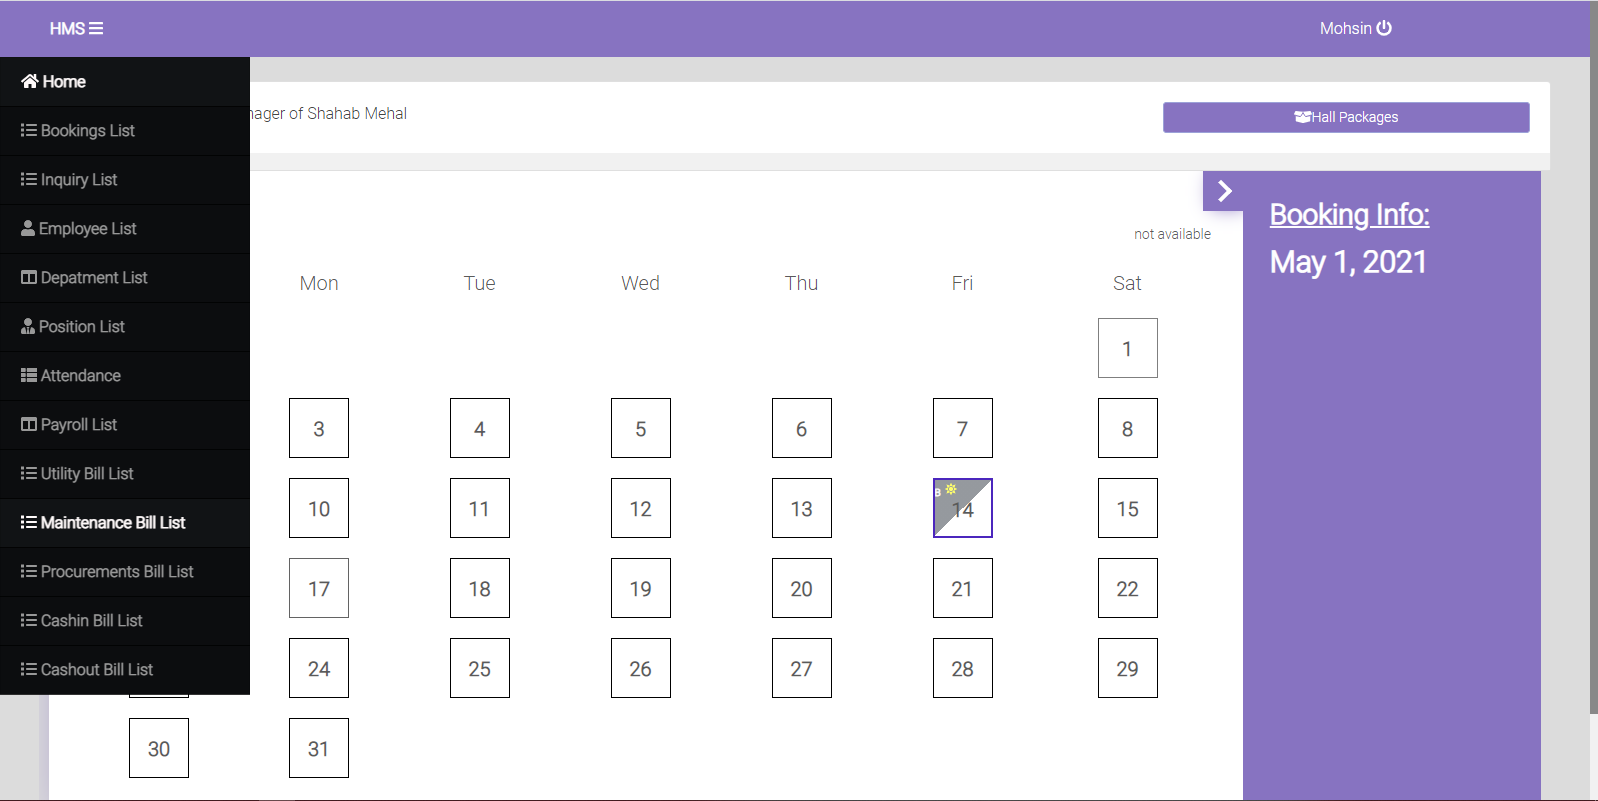 HMS
Mohsin
Home
Bookings List
Inquiry List
Employee List
Depatment List
Position List
Attendance
Payroll List
Utility Bill List
Maintenance Bill List
Procurements Bill List
Cashin Bill List
Cashout Bill List
of Shahab Mehal
Hall Packages
not available
Booking Info:
May 1, 2021
Mon Tue Wed Thu Fri Sat
1
3 4 5 6 7 8
10 11 12 13 B 14 15
17 18 19 20 21 22
24 25 26 27 28 29
30 31